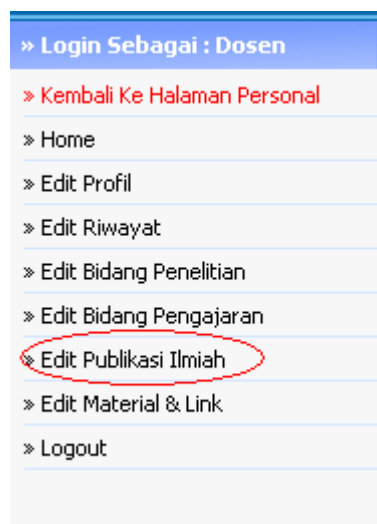 » Login Sebagai : Dosen
» Kembali Ke Halaman Personal
» Home
» Edit Profil
» Edit Riwayat
» Edit Bidang Penelitian
» Edit Bidang Pengajaran
» Edit Publikasi Ilmiah
» Edit Material & Link
» Logout